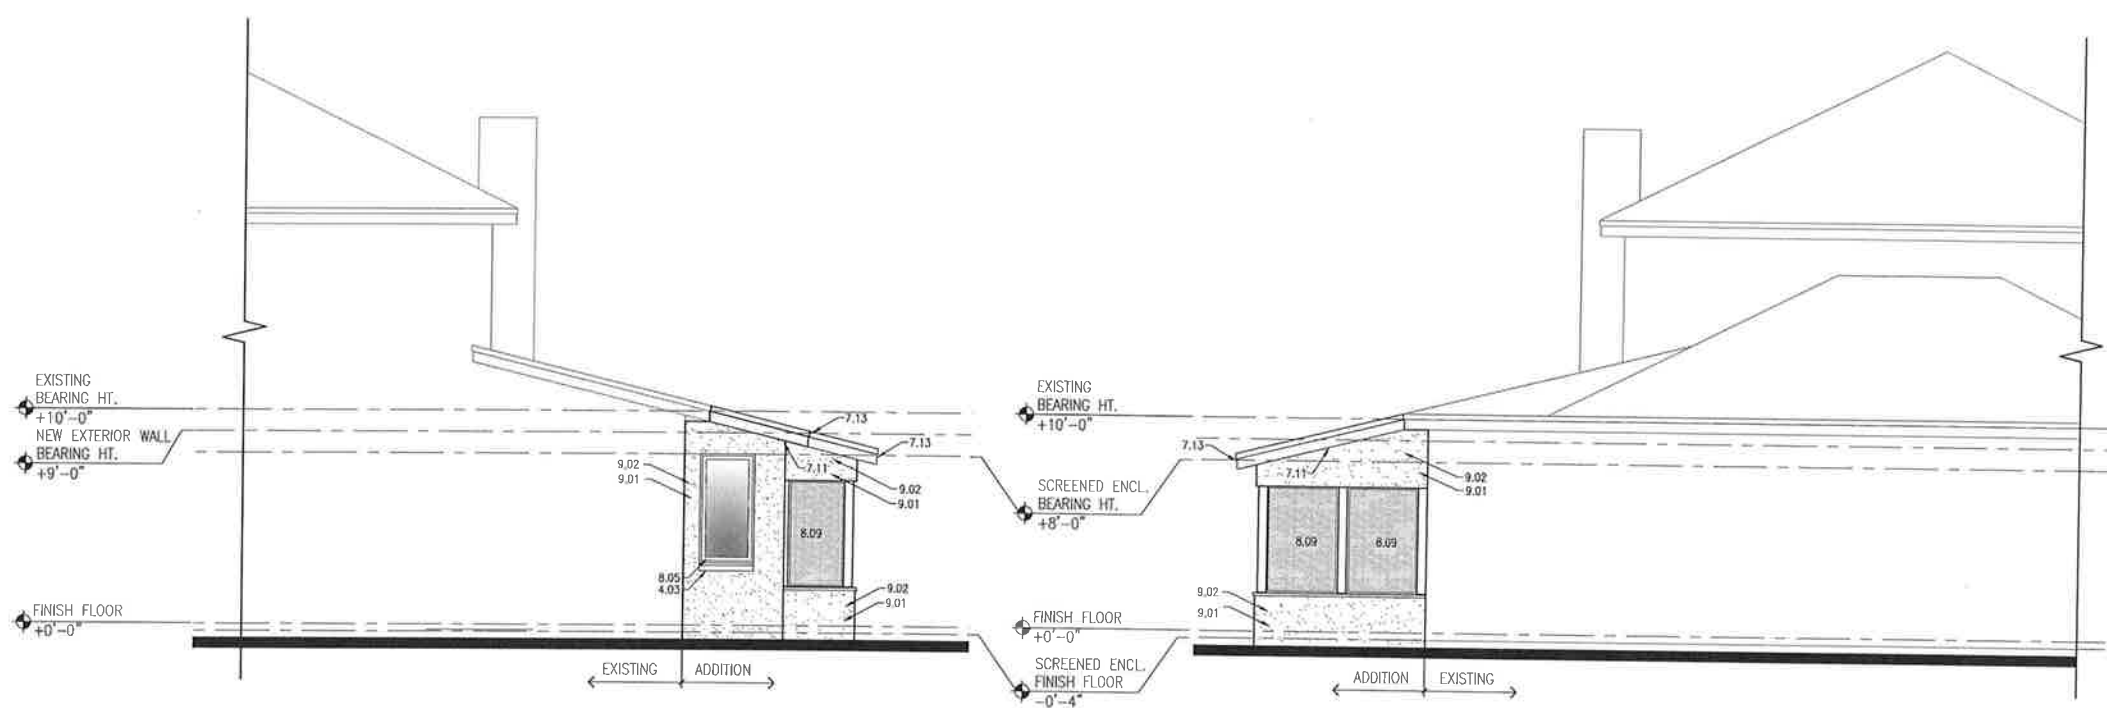 EXISTING
BEARING HT.
+10'-0"
NEW EXTERIOR WALL
BEARING HT.
+9'-0"
FINISH FLOOR
+0'-0"
7.13
7.13
7.11
9.02
9.01
9.02
9.01
8.09
8.05
4.03
9.02
9.01
EXISTING
ADDITION
EXISTING
BEARING HT.
+10'-0"
SCREENED ENCL.
BEARING HT.
+8'-0"
FINISH FLOOR
+0'-0"
SCREENED ENCL.
FINISH FLOOR
-0'-4"
7.13
7.11
9.02
9.01
8.09
8.09
9.02
9.01
ADDITION
EXISTING